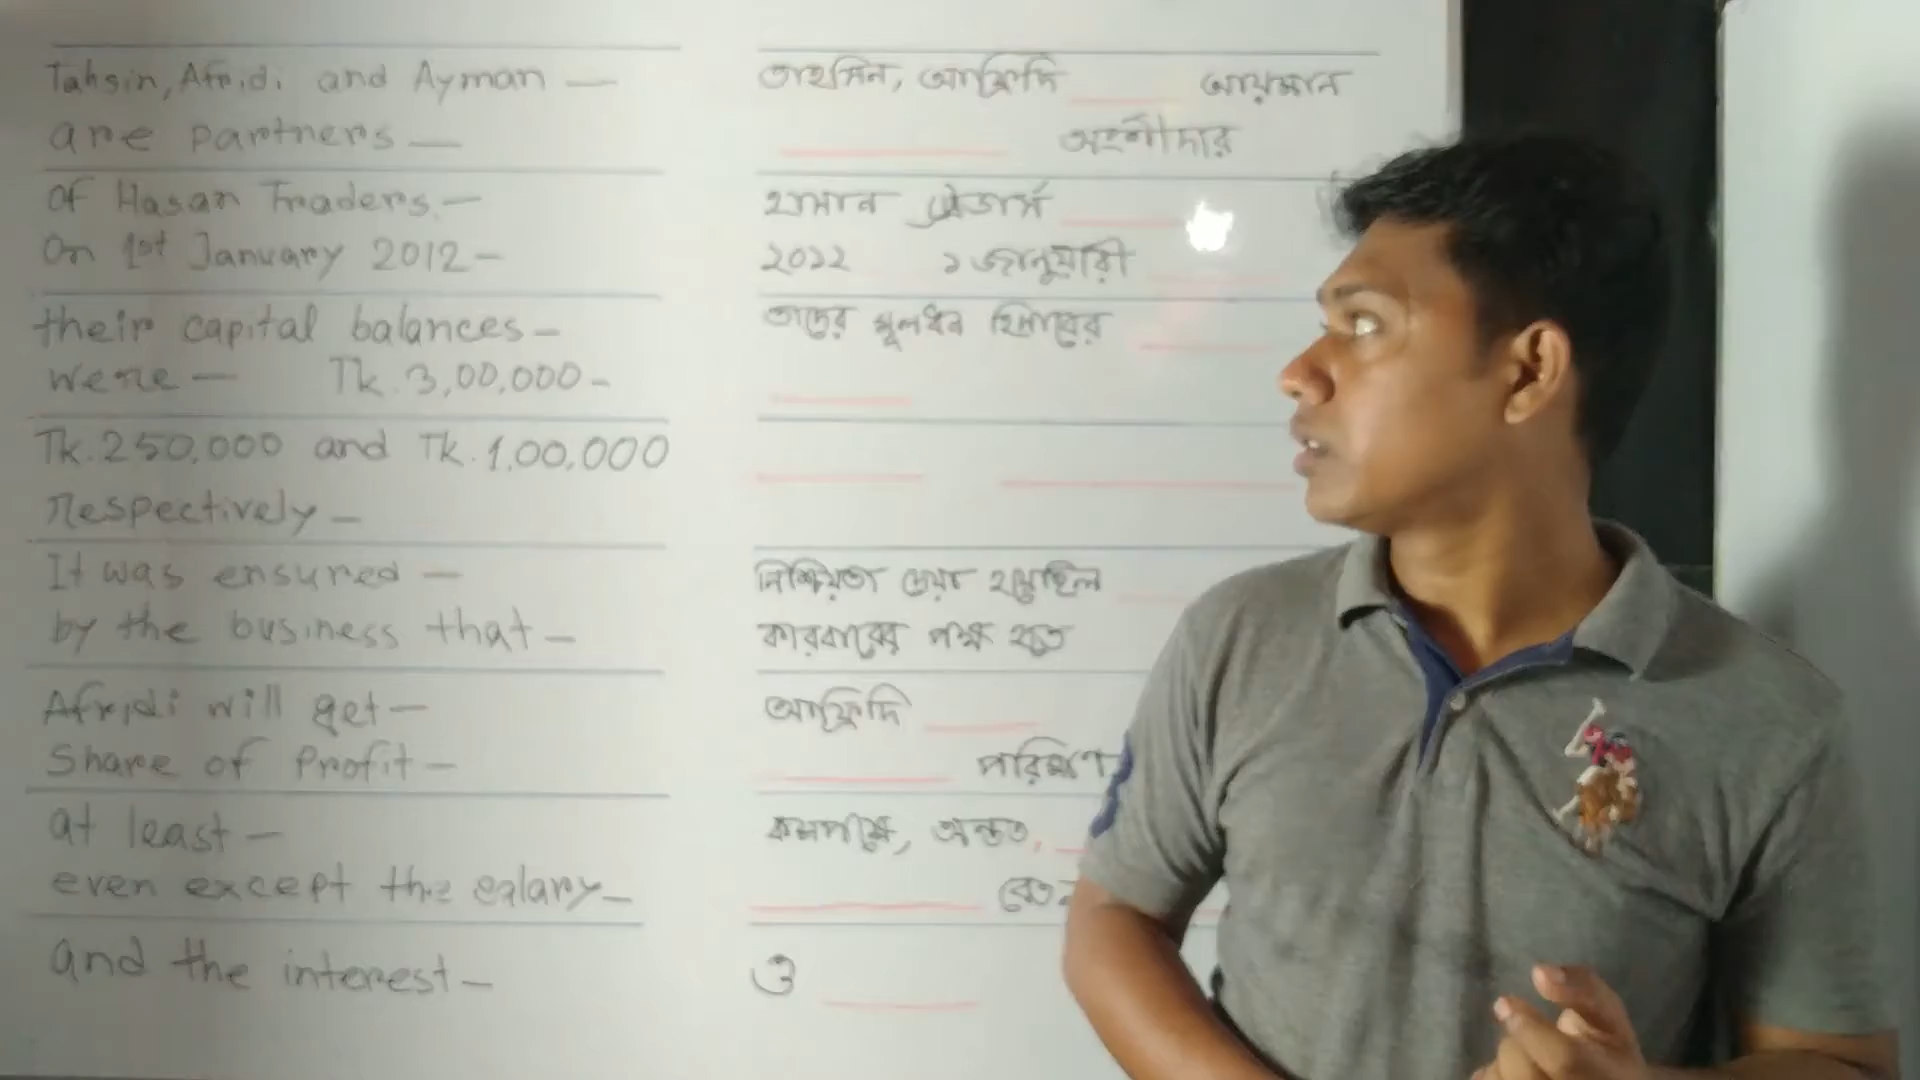 Tahsin, Afridi and Ayman —
are partners —
of Hasan Traders. —
On 1st January 2012 –
their capital balances –
were — Tk. 3,00,000 –
Tk. 250,000 and Tk. 1,00,000
respectively –
It was ensured —
by the business that –
Afridi will get –
Share of Profit –
at least –
even except the salary –
and the interest –
তাহসিন, আফ্রিদি আয়মান
অংশীদার
হাসান ট্রেডার্স
২০১২ ১ জানুয়ারী
তাদের মূলধন হিসাবের
নিশ্চিয়তা দেয়া হয়েছিল
কারবারের পক্ষ হতে
আফ্রিদি
পরিমাণ
কমপক্ষে, অন্তত,
ও